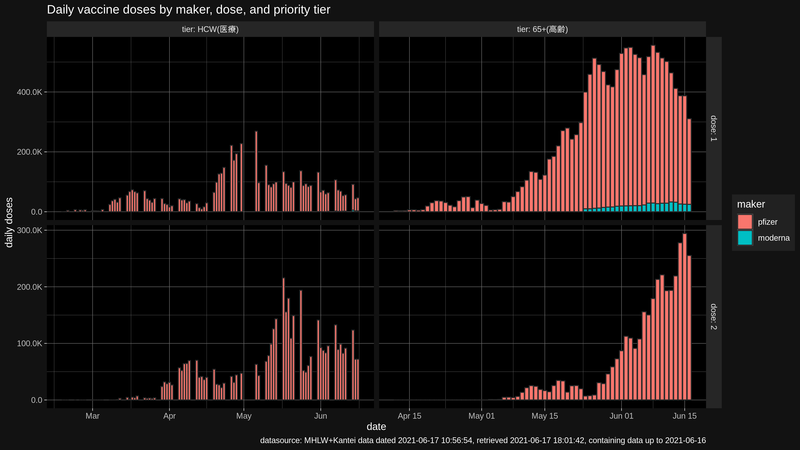 Daily vaccine doses by maker, dose, and priority tier
tier: HCW(医療)
tier: 65+(高齢)
400.0K
200.0K
0.0
dose: 1
300.0K
200.0K
100.0K
0.0
dose: 2
daily doses
Mar
Apr
May
Jun
Apr 15
May 01
May 15
Jun 01
Jun 15
date
maker
pfizer
moderna
datasource: MHLW+Kantei data dated 2021-06-17 10:56:54, retrieved 2021-06-17 18:01:42, containing data up to 2021-06-16